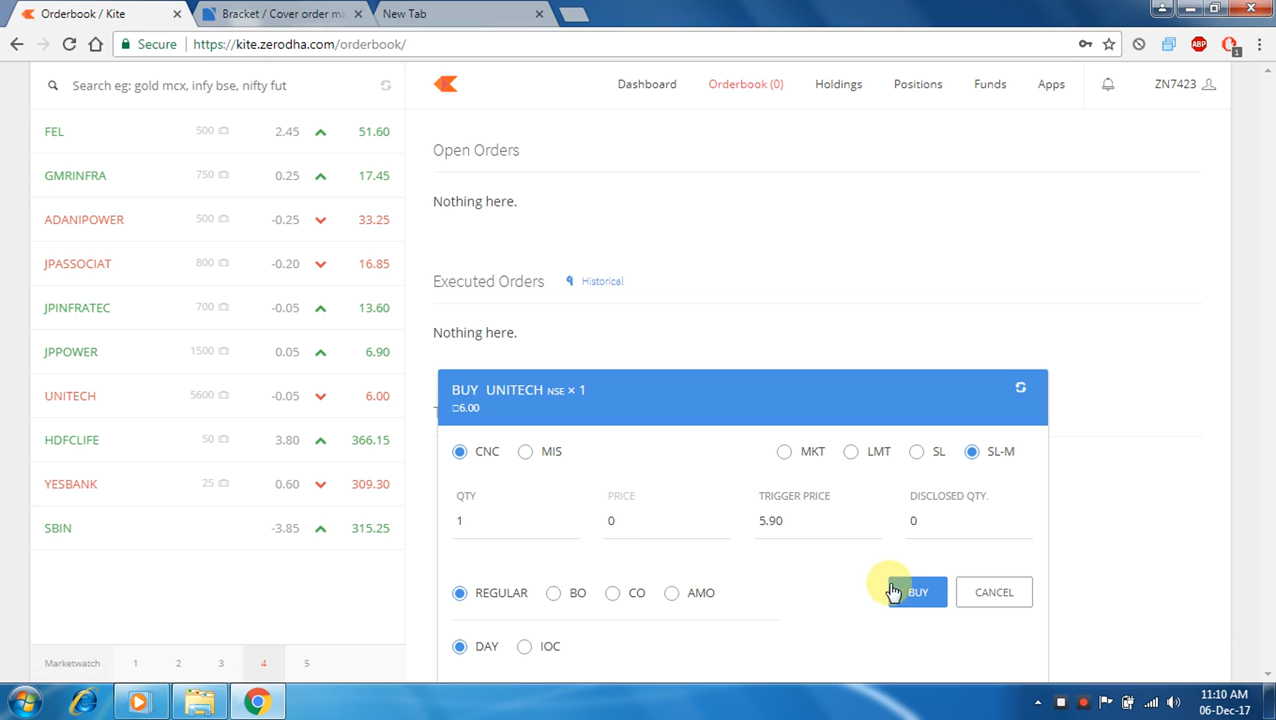 Orderbook / Kite
Bracket / Cover order ma
New Tab
Secure
https://kite.zerodha.com/orderbook/
ABP
1
Search eg: gold mcx, infy bse, nifty fut
Dashboard
Orderbook (0)
Holdings
Positions
Funds
Apps
ZN7423
FEL 500 2.45 51.60
GMRINFRA 750 0.25 17.45
ADANIPOWER 500 -0.25 33.25
JPASSOCIAT 800 -0.20 16.85
JPINFRATEC 700 -0.05 13.60
JPPOWER 1500 0.05 6.90
UNITECH 5600 -0.05 6.00
HDFCLIFE 50 3.80 366.15
YESBANK 25 0.60 309.30
SBIN -3.85 315.25
Marketwatch 1 2 3 4 5
Open Orders
Nothing here.
Executed Orders
Historical
Nothing here.
BUY UNITECH NSE × 1
6.00
CNC MIS MKT LMT SL SL-M
QTY PRICE TRIGGER PRICE DISCLOSED QTY.
1 0 5.90 0
REGULAR BO CO AMO BUY CANCEL
DAY IOC
11:10 AM
06-Dec-17